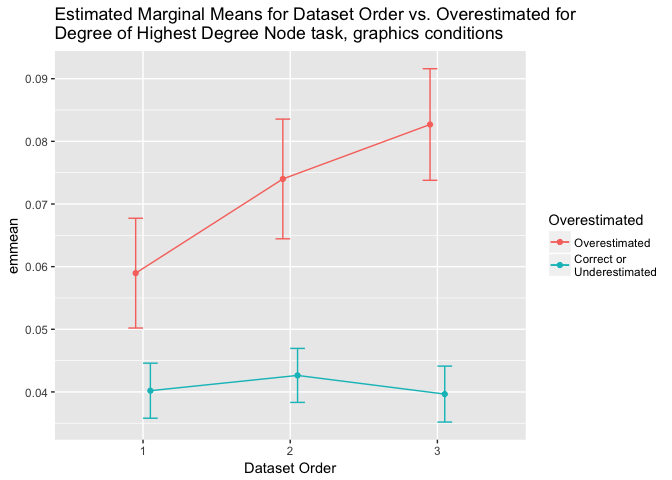 Estimated Marginal Means for Dataset Order vs. Overestimated for
Degree of Highest Degree Node task, graphics conditions
emmean
0.09
0.08
0.07
0.06
0.05
0.04
1 2 3
Dataset Order
Overestimated
Overestimated
Correct or
Underestimated